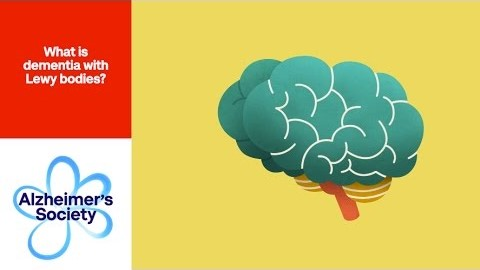 What is
dementia with
Lewy bodies?
Alzheimer's
Society